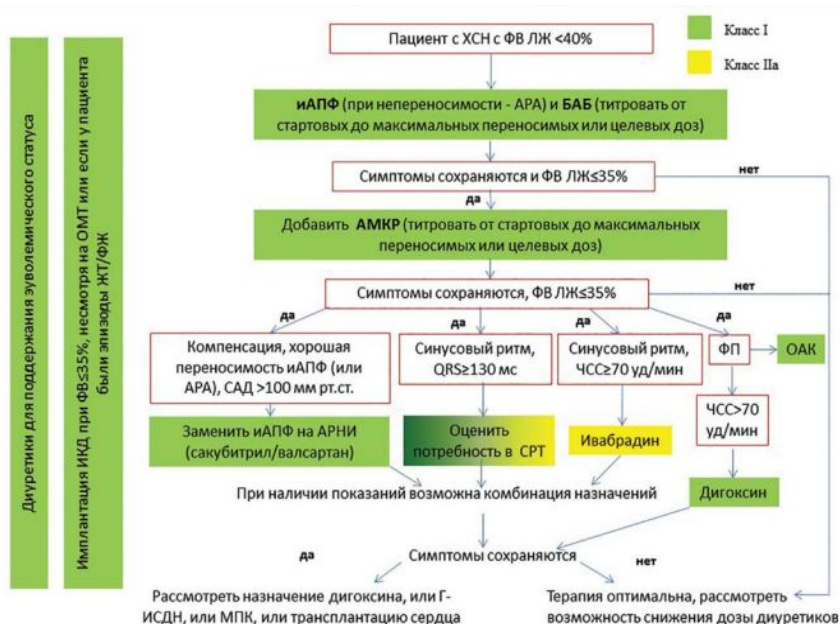 Пациент с ХСН с ФВ ЛЖ <40%
Класс I
Класс IIa
иАПФ (при непереносимости - АРА) и БАБ (титровать от
стартовых до максимальных переносимых или целевых доз)
Симптомы сохраняются и ФВ ЛЖ≤35%
нет
да
Добавить АМКР (титровать от стартовых до максимальных
переносимых или целевых доз)
Симптомы сохраняются, ФВ ЛЖ≤35%
нет
да
да
да
да
Компенсация, хорошая
переносимость иАПФ (или
АРА), САД >100 мм рт.ст.
Синусовый ритм,
QRS≥130 мс
Синусовый ритм,
ЧСС≥70 уд/мин
ФП
ОАК
ЧСС>70
уд/мин
Заменить иАПФ на АРНИ
(сакубитрил/валсартан)
Оценить
потребность в СРТ
Ивабрадин
Дигоксин
При наличии показаний возможна комбинация назначений
да
Симптомы сохраняются
нет
Рассмотреть назначение дигоксина, или Г-
ИСДН, или МПК, или трансплантацию сердца
Терапия оптимальна, рассмотреть
возможность снижения дозы диуретиков
Диуретики для поддержания эуволемического статуса
Имплантация ИКД при ФВ≤35%, несмотря на ОМТ или если у пациента
были эпизоды ЖТ/ФЖ